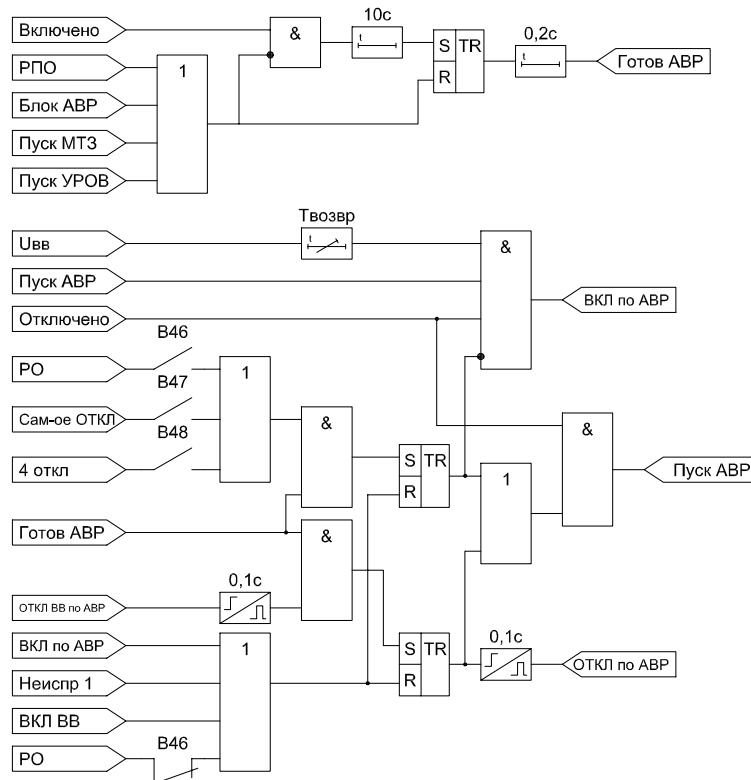 Включено
РПО
Блок АВР
Пуск МТЗ
Пуск УРОВ
1
&
10с
t
S TR
R
0,2с
t
Готов АВР
Uвв
Пуск АВР
Отключено
Твозвр
t
&
ВКЛ по АВР
РО
В46
Сам-ое ОТКЛ
В47
4 откл
В48
1
Готов АВР
&
&
S TR
R
1
&
Пуск АВР
ОТКЛ ВВ по АВР
0,1с
ВКЛ по АВР
Неиспр 1
ВКЛ ВВ
РО
В46
1
S TR
R
0,1с
ОТКЛ по АВР